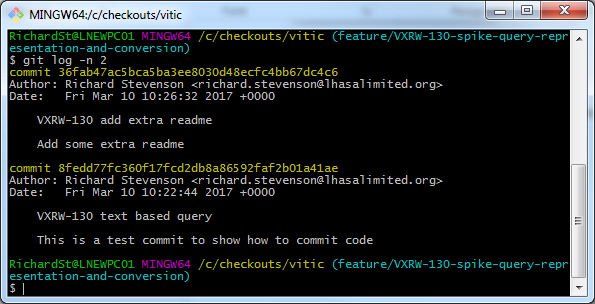 MINGW64:/c/checkouts/vitic
RichardSt@LNEWPC01 MINGW64 /c/checkouts/vitic (feature/VXRW-130-spike-query-repr
esentation-and-conversion)
$ git log -n 2
commit 36fab47ac5bca5ba3ee8030d48ecfc4bb67dc4c6
Author: Richard Stevenson <richard.stevenson@lhasalimited.org>
Date:   Fri Mar 10 10:26:32 2017 +0000
VXRW-130 add extra readme
Add some extra readme
commit 8fedd77fc360f17fcd2db8a86592faf2b01a41ae
Author: Richard Stevenson <richard.stevenson@lhasalimited.org>
Date:   Fri Mar 10 10:22:44 2017 +0000
VXRW-130 text based query
This is a test commit to show how to commit code
RichardSt@LNEWPC01 MINGW64 /c/checkouts/vitic (feature/VXRW-130-spike-query-repr
esentation-and-conversion)
$